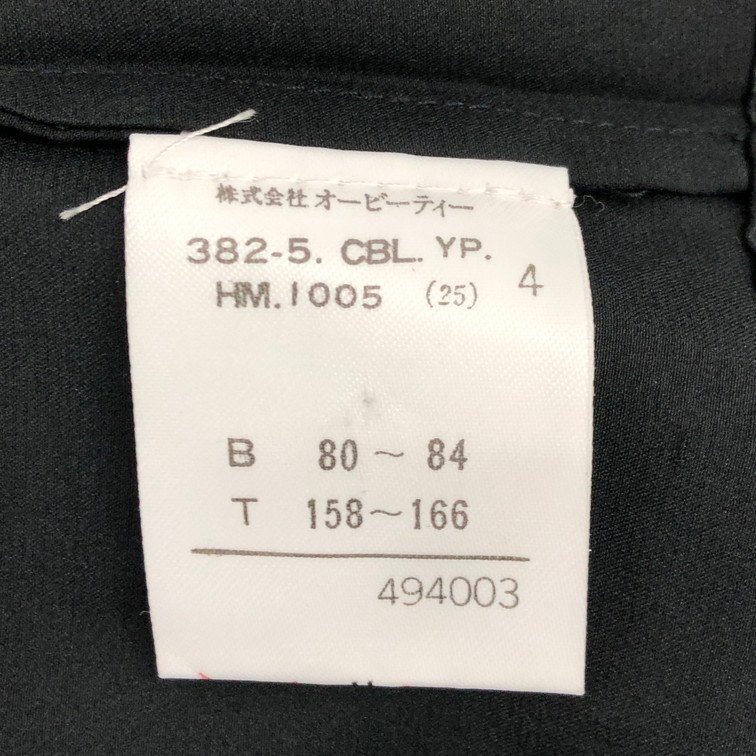 株式会社 オービーティー
382-5. CBL. YP.
HM.1005 (25) 4
B 80 ~ 84
T 158~166
494003